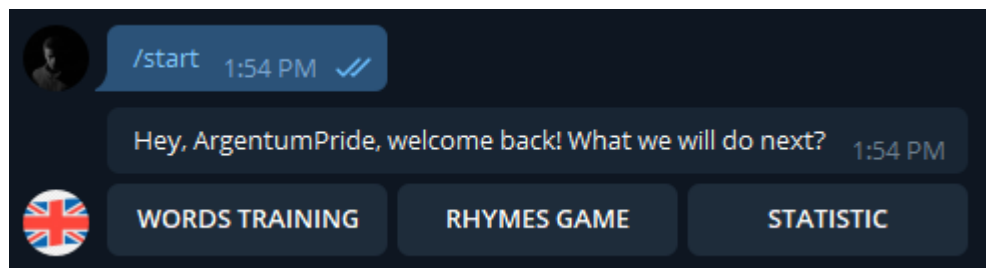 /start 1:54 PM
Hey, ArgentumPride, welcome back! What we will do next? 1:54 PM
WORDS TRAINING RHYMES GAME STATISTIC